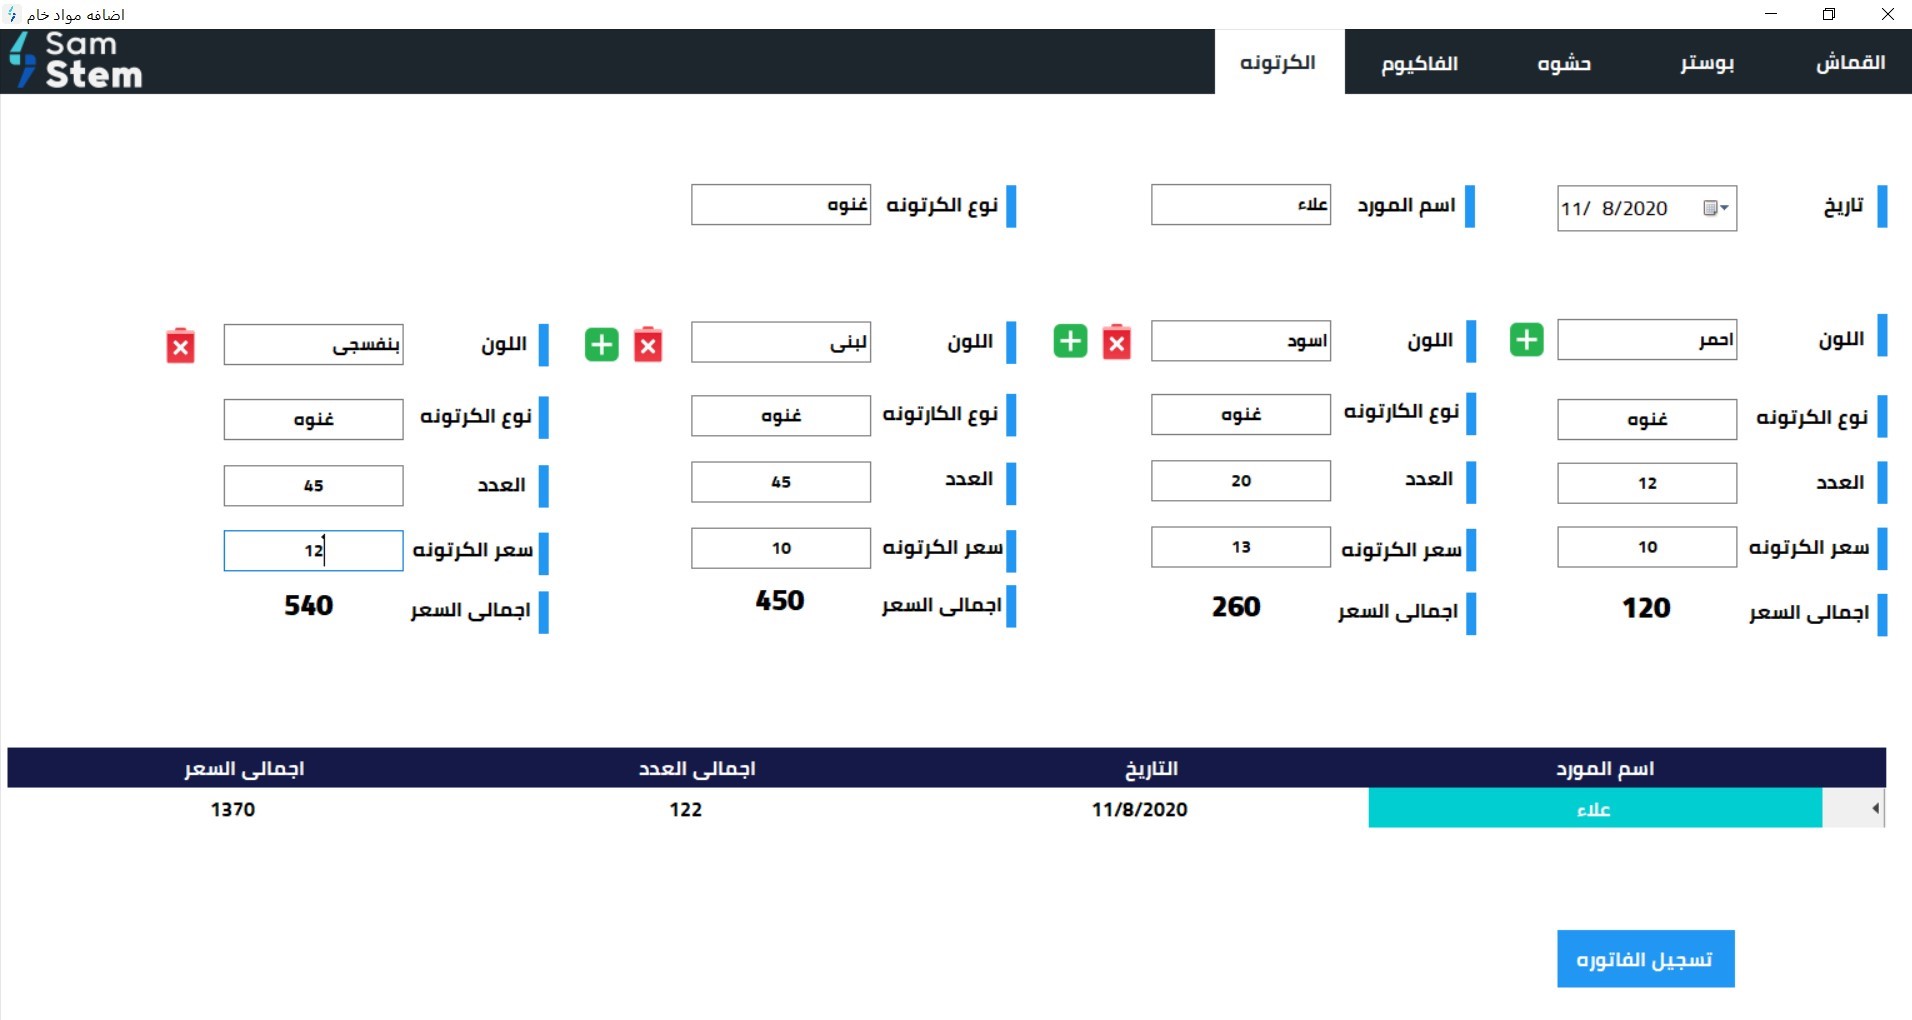 اضافه مواد خام
Sam
Stem
القماش
بوستر
حشوه
الفاكيوم
الكرتونه
تاريخ
11/ 8/2020
اسم المورد
علاء
نوع الكرتونه
غنوه
اللون
احمر
اللون
اسود
اللون
لبنى
اللون
بنفسجى
نوع الكرتونه
غنوه
نوع الكارتونه
غنوه
نوع الكارتونه
غنوه
نوع الكرتونه
غنوه
العدد
12
العدد
20
العدد
45
العدد
45
سعر الكرتونه
10
سعر الكرتونه
13
سعر الكرتونه
10
سعر الكرتونه
12
اجمالى السعر
120
اجمالى السعر
260
اجمالى السعر
450
اجمالى السعر
540
اسم المورد
التاريخ
اجمالى العدد
اجمالى السعر
علاء
11/8/2020
122
1370
تسجيل الفاتوره